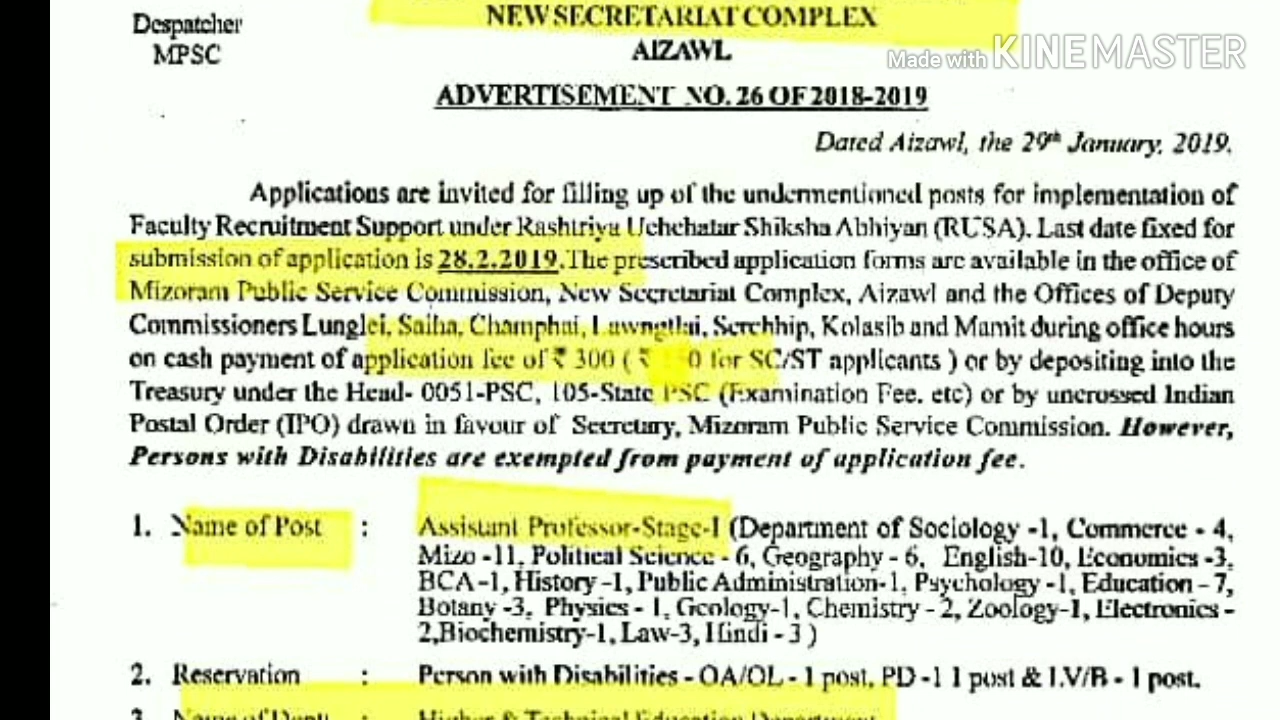 Despatcher
MPSC
NEW SECRETARIAT COMPLEX
AIZAWL
Made with KINEMASTER
ADVERTISEMENT NO. 26 OF 2018-2019
Dated Aizawl, the 29th January, 2019.
Applications are invited for filling up of the undermentioned posts for implementation of
Faculty Recruitment Support under Rashtriya Uchchatar Shiksha Abhiyan (RUSA). Last date fixed for
submission of application is 28.2.2019.The prescribed application forms are available in the office of
Mizoram Public Service Commission, New Secretariat Complex, Aizawl and the Offices of Deputy
Commissioners Lunglei, Saiha, Champhai, Lawngtlai, Serchhip, Kolasib and Mamit during office hours
on cash payment of application fee of ₹ 300 ( ₹ 0 for SC/ST applicants ) or by depositing into the
Treasury under the Head- 0051-PSC, 105-State PSC (Examination Fee, etc) or by uncrossed Indian
Postal Order (IPO) drawn in favour of Secretary, Mizoram Public Service Commission. However,
Persons with Disabilities are exempted from payment of application fee.
1. Name of Post : Assistant Professor-Stage-I (Department of Sociology -1, Commerce - 4,
Mizo -11, Political Science - 6, Geography - 6, English-10, Economics -3,
BCA -1, History -1, Public Administration- 1, Psychology -1, Education - 7,
Botany -3, Physics - 1, Geology-1, Chemistry - 2, Zoology-1, Electronics -
2,Biochemistry-1, Law-3, Hindi - 3 )
2. Reservation : Person with Disabilities - OA/OL - 1 post, PD -1 1 post & LV/B - 1 post.
3. Name of Deptt : Higher & Technical Education Department